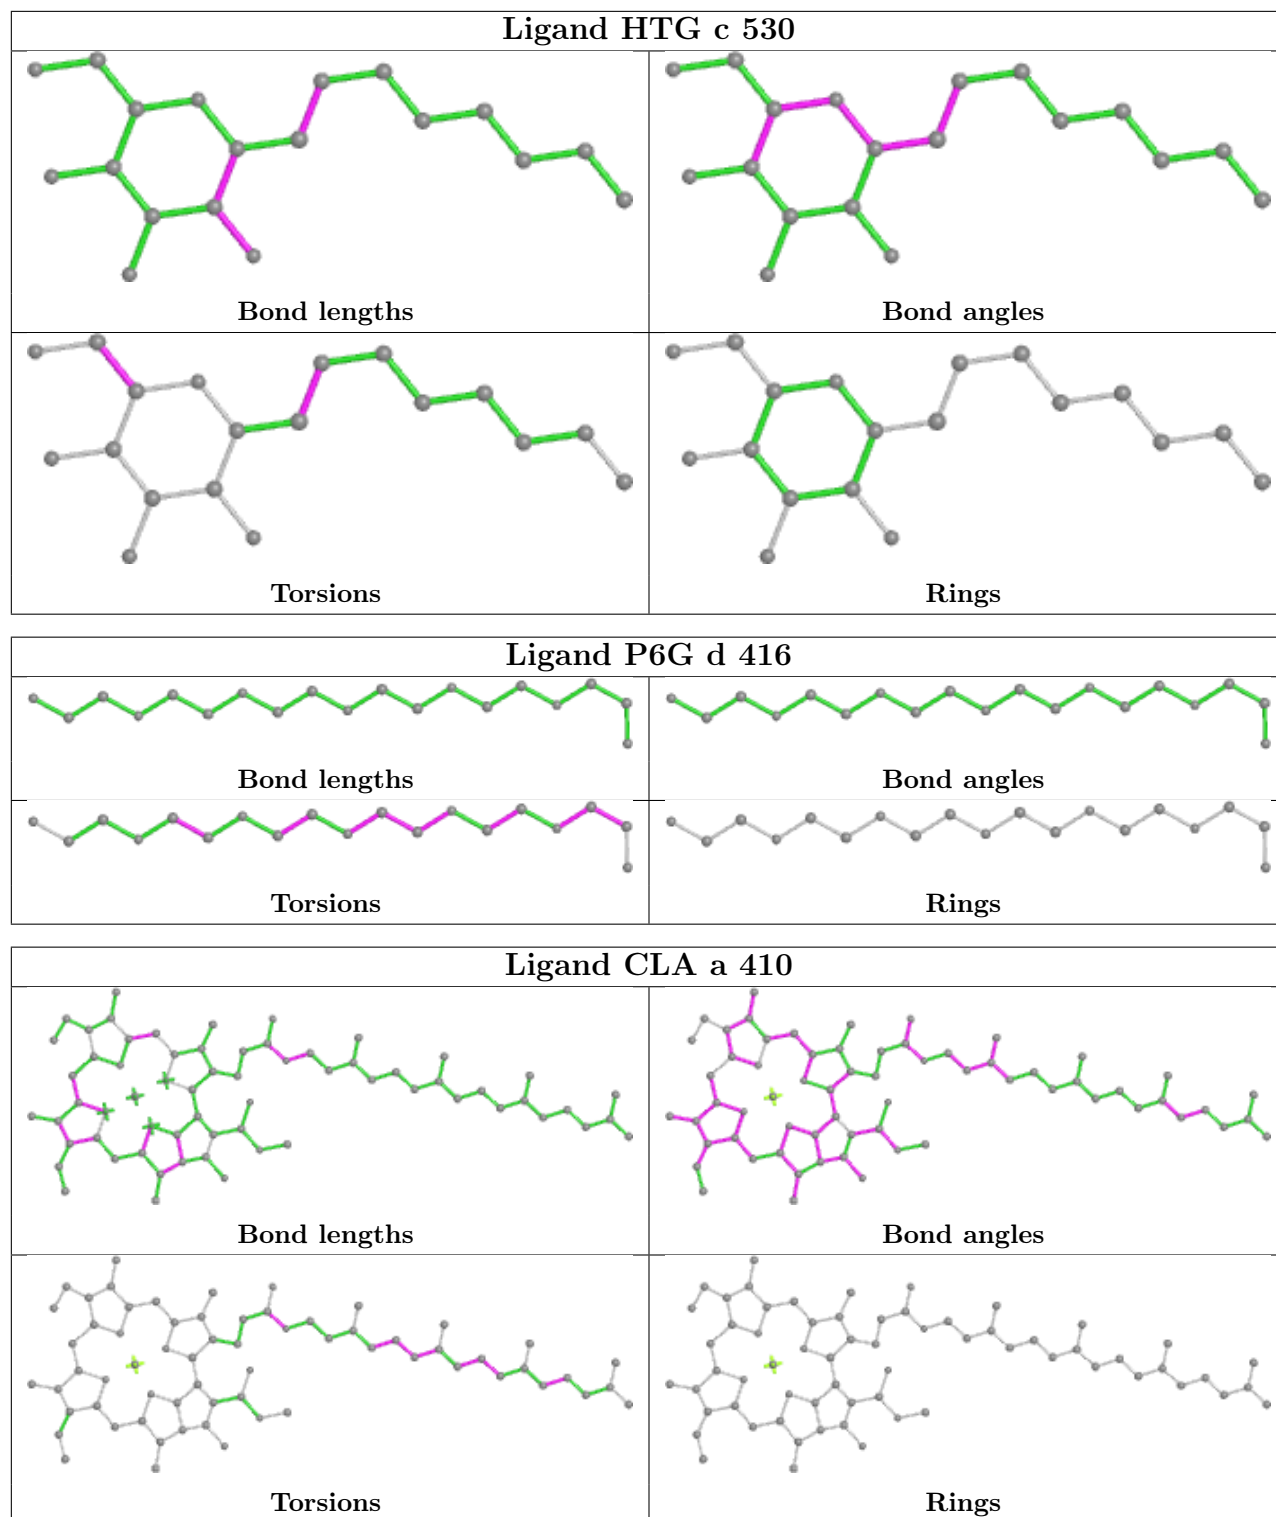 Ligand HTG c 530
Bond lengths
Bond angles
Torsions
Rings
Ligand P6G d 416
Bond lengths
Bond angles
Torsions
Rings
Ligand CLA a 410
Bond lengths
Bond angles
Torsions
Rings